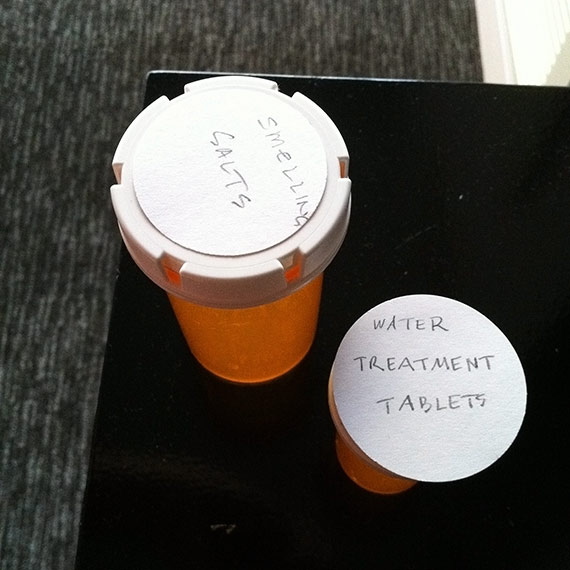 SMELLING
SALTS
WATER
TREATMENT
TABLETS